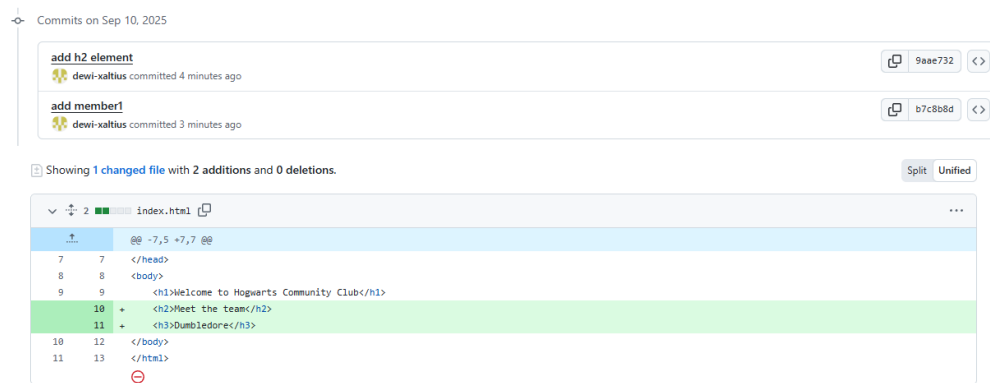 Commits on Sep 10, 2025
add h2 element
9aae732
dewi-xaltius committed 4 minutes ago
add member1
b7c8b8d
dewi-xaltius committed 3 minutes ago
Showing 1 changed file with 2 additions and 0 deletions.
Split Unified
2 index.html
@@ -7,5 +7,7 @@
7 7 </head>
8 8 <body>
9 9 <h1>Welcome to Hogwarts Community Club</h1>
10 + <h2>Meet the team</h2>
11 + <h3>Dumbledore</h3>
10 12 </body>
11 13 </html>